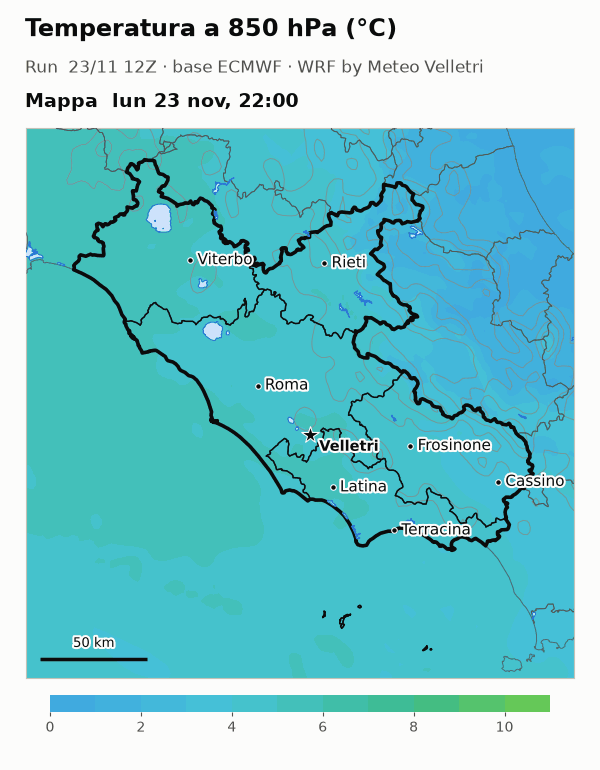 Temperatura a 850 hPa (°C)
Run  23/11 12Z · base ECMWF · WRF by Meteo Velletri
Mappa  lun 23 nov, 22:00
Viterbo
Rieti
Roma
Velletri
Frosinone
Latina
Cassino
Terracina
50 km
0 2 4 6 8 10